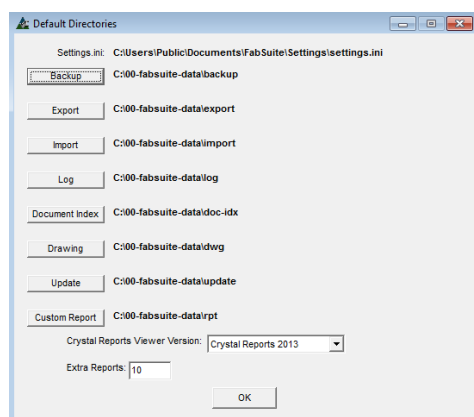 Default Directories
Settings.ini: C:\Users\Public\Documents\FabSuite\Settings\settings.ini
Backup C:\00-fabsuite-data\backup
Export C:\00-fabsuite-data\export
Import C:\00-fabsuite-data\import
Log C:\00-fabsuite-data\log
Document Index C:\00-fabsuite-data\doc-idx
Drawing C:\00-fabsuite-data\dwg
Update C:\00-fabsuite-data\update
Custom Report C:\00-fabsuite-data\rpt
Crystal Reports Viewer Version: Crystal Reports 2013
Extra Reports: 10
OK